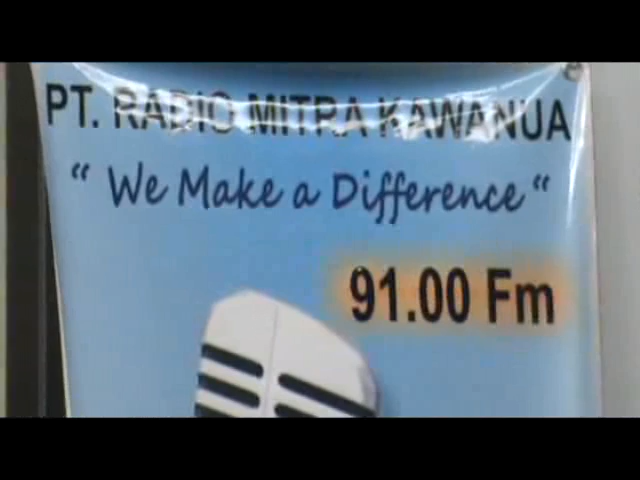 PT. RADIO MITRA KAWANUA
“ We Make a Difference “
91.00 Fm